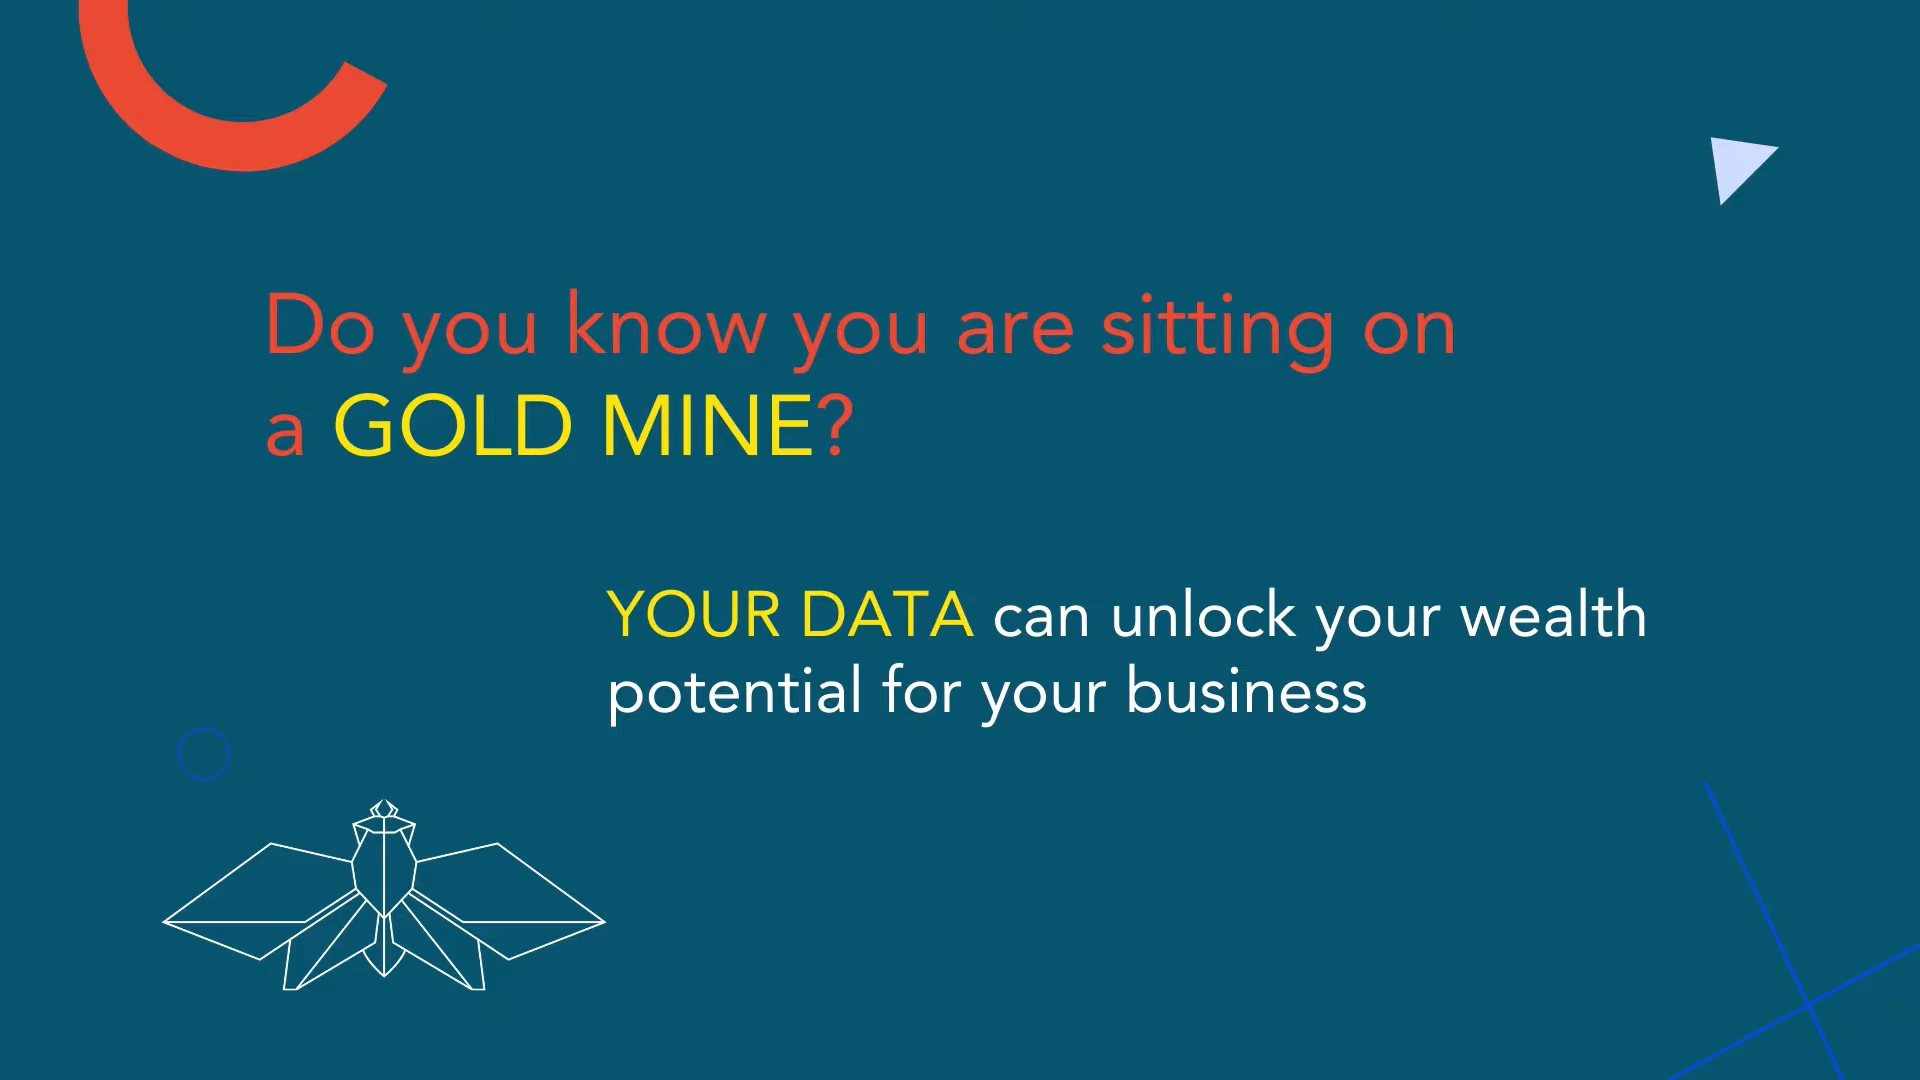 Do you know you are sitting on
a GOLD MINE?
YOUR DATA can unlock your wealth
potential for your business